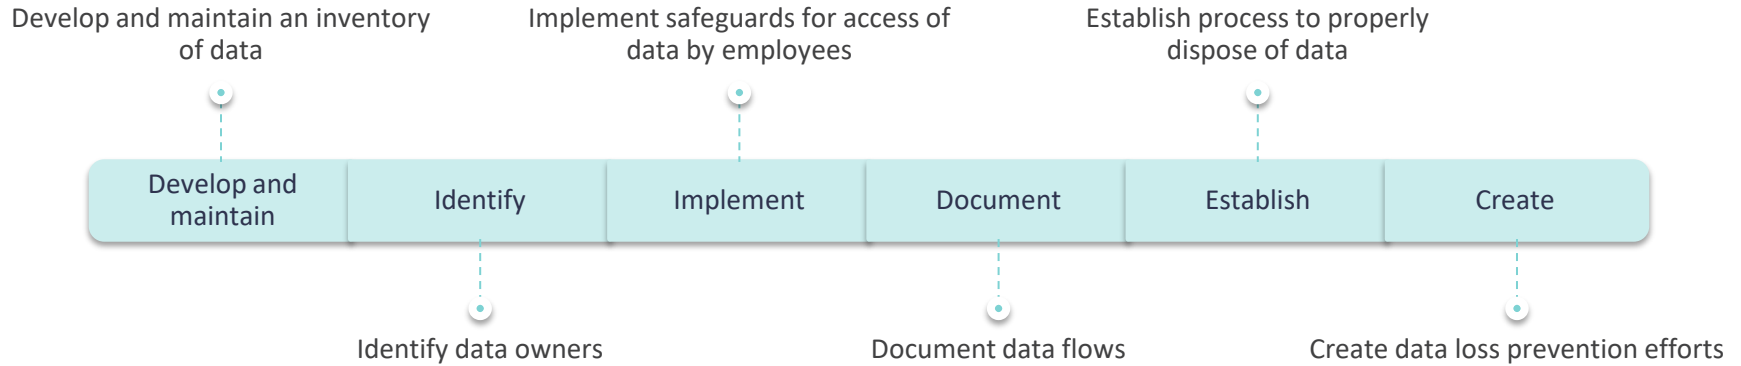 Develop and maintain an inventory
of data
Implement safeguards for access of
data by employees
Establish process to properly
dispose of data
Develop and
maintain
Identify
Implement
Document
Establish
Create
Identify data owners
Document data flows
Create data loss prevention efforts